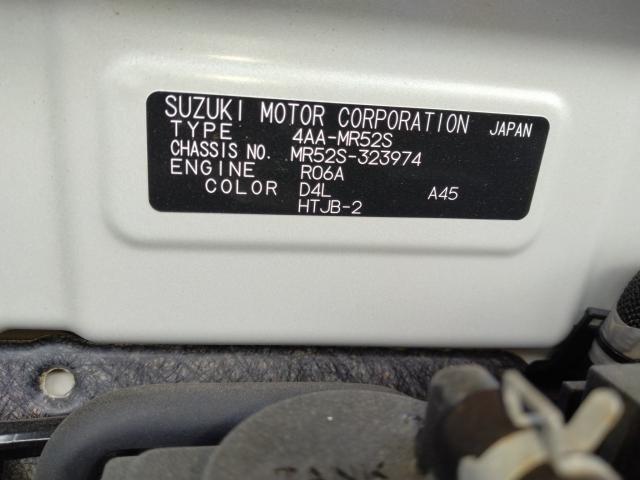 SUZUKI MOTOR CORPORATION JAPAN
TYPE 4AA-MR52S
CHASSIS NO. MR52S-323974
ENGINE R06A
COLOR D4L A45
HTJB-2